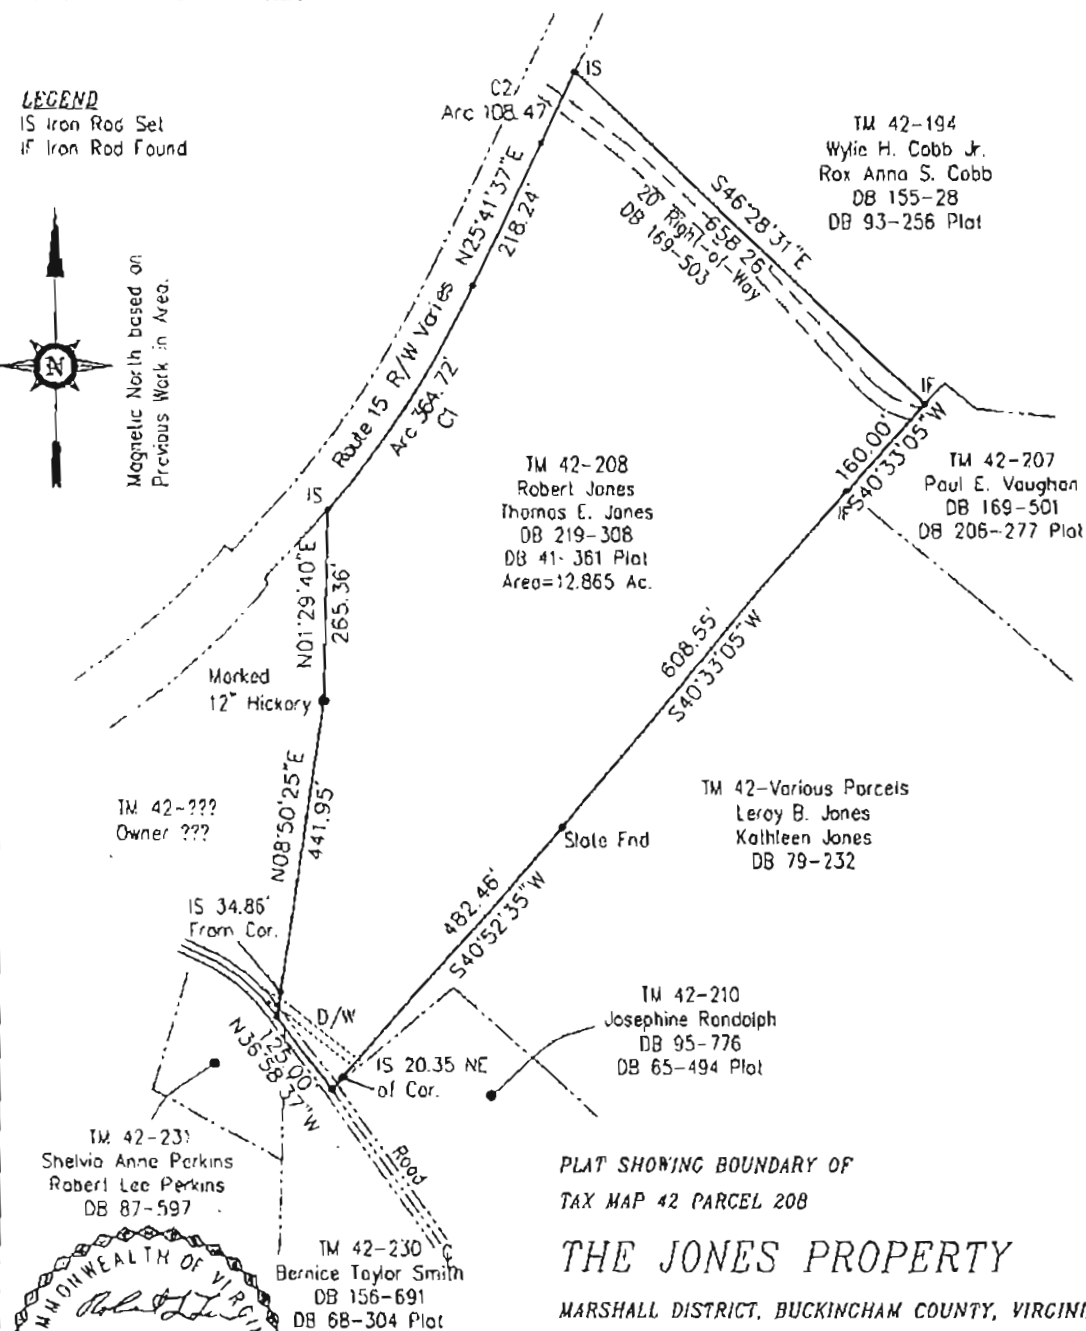 LEGEND
IS Iron Rod Set
IF Iron Rod Found
N
Magnetic North based on
Previous Work in Area.
C2
Arc 108.47'
IS
N25°41'37"E
218.24'
Route 15 R/W Varies
Arc 364.72'
C1
S46°28'31"E
658.26
20' Right-of-Way
DB 169-503
TM 42-194
Wylie H. Cobb Jr.
Rox Anna S. Cobb
DB 155-28
DB 93-256 Plat
IF
160.00'
S40°33'05"W
IF
TM 42-207
Paul E. Vaughan
DB 169-501
DB 206-277 Plat
TM 42-208
Robert Jones
Thomas E. Jones
DB 219-308
DB 41-361 Plat
Area=12.865 Ac.
IS
N01°29'40"E
265.36'
Marked
12" Hickory
608.55'
S40°33'05"W
TM 42-???
Owner ???
N08°50'25"E
441.95'
TM 42-Various Parcels
Leroy B. Jones
Kathleen Jones
DB 79-232
State Fnd
482.46'
S40°52'35"W
IS 34.86'
From Cor.
D/W
125.00'
N36°58'37"W
IS 20.35 NE
of Cor.
TM 42-210
Josephine Randolph
DB 95-776
DB 65-494 Plat
Road
TM 42-231
Shelvia Anne Perkins
Robert Lee Perkins
DB 87-597
TM 42-230
Bernice Taylor Smith
DB 156-691
DB 68-304 Plat
MMONWEALTH OF VIRGIN
PLAT SHOWING BOUNDARY OF
TAX MAP 42 PARCEL 208
THE JONES PROPERTY
MARSHALL DISTRICT, BUCKINGHAM COUNTY, VIRGINI